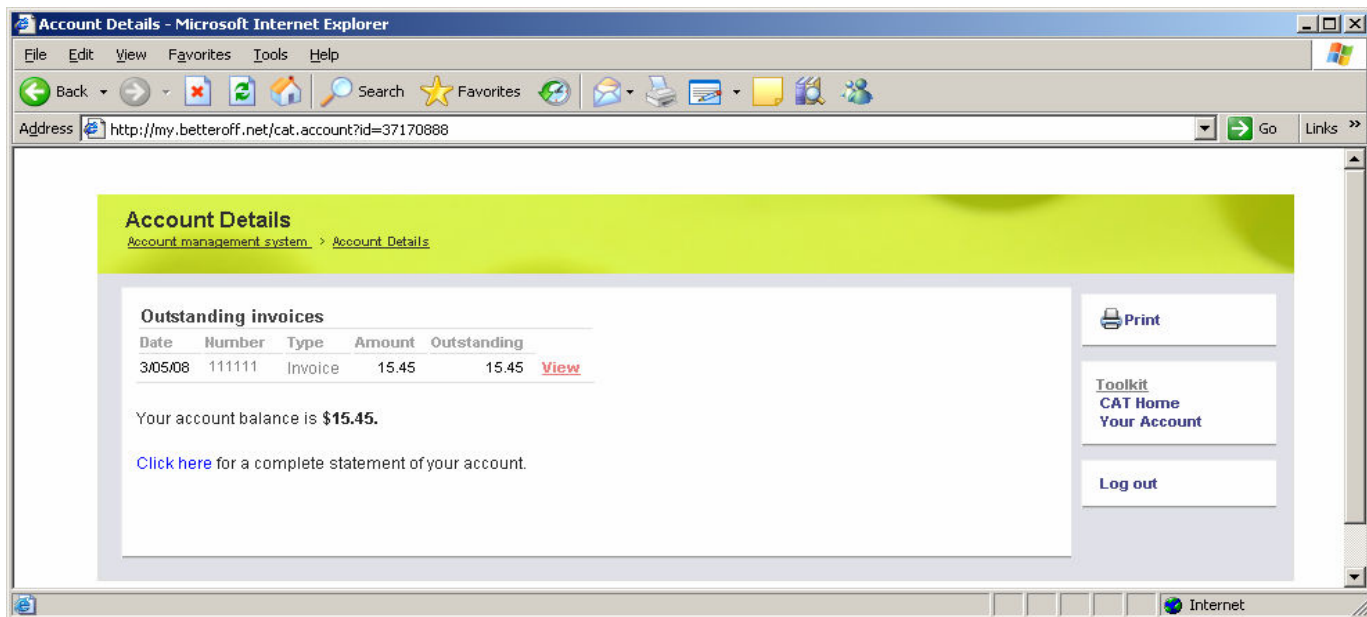 Account Details - Microsoft Internet Explorer
File Edit View Favorites Tools Help
Back Search Favorites
Address http://my.betteroff.net/cat.account?id=37170888 Go Links »
Account Details
Account management system > Account Details
Outstanding invoices
Date Number Type Amount Outstanding
3/05/08 111111 Invoice 15.45 15.45 View
Your account balance is $15.45.
Click here for a complete statement of your account.
Print
Toolkit
CAT Home
Your Account
Log out
Internet